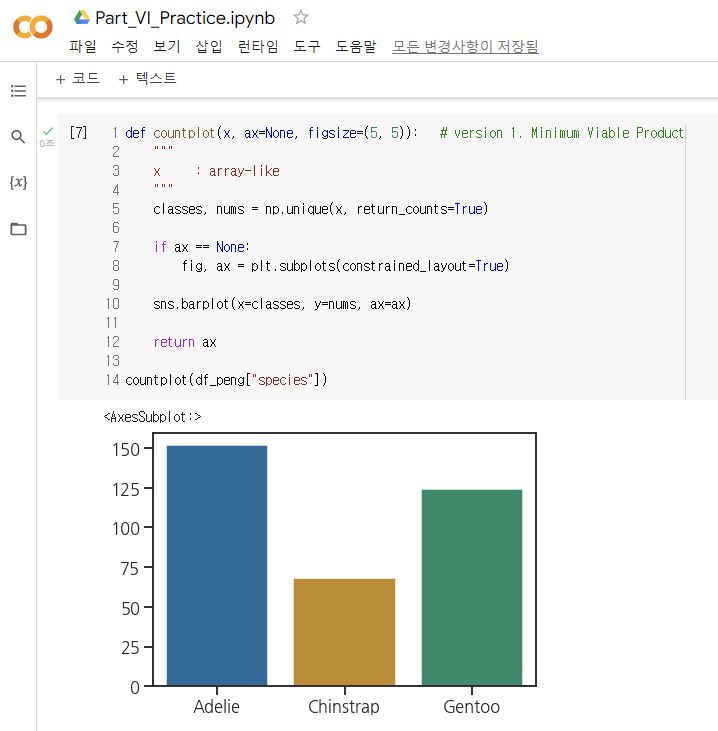 Part_VI_Practice.ipynb
파일 수정 보기 삽입 런타임 도구 도움말 모든 변경사항이 저장됨
+ 코드 + 텍스트
0초
[7]
1 def countplot(x, ax=None, figsize=(5, 5)):   # version 1. Minimum Viable Product
2     """
3     x     : array-like
4     """
5     classes, nums = np.unique(x, return_counts=True)
6
7     if ax == None:
8         fig, ax = plt.subplots(constrained_layout=True)
9
10     sns.barplot(x=classes, y=nums, ax=ax)
11
12     return ax
13
14 countplot(df_peng["species"])
{x}
<AxesSubplot:>
150
125
100
75
50
25
0
Adelie Chinstrap Gentoo